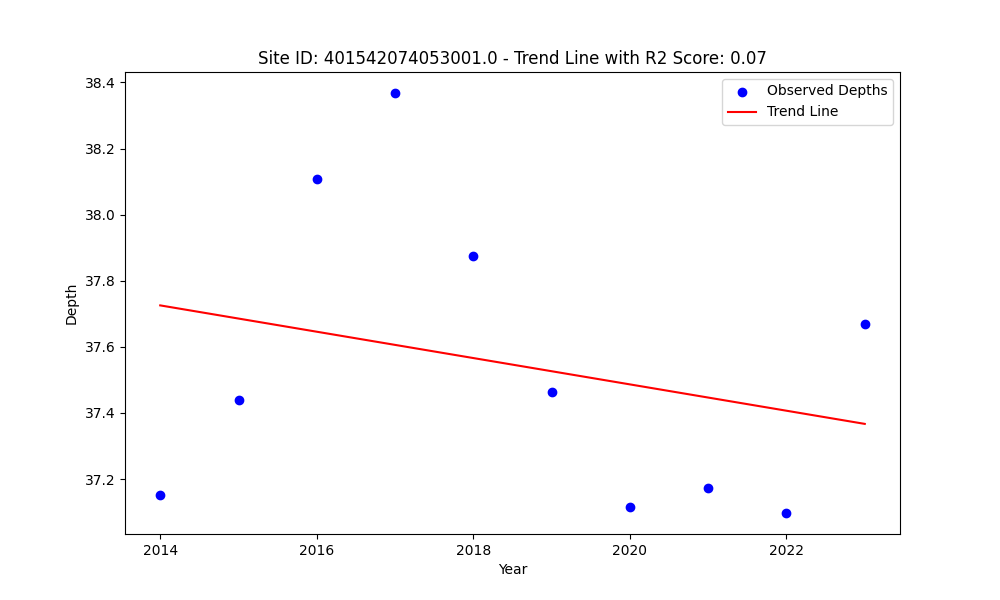 Site ID: 401542074053001.0 - Trend Line with R2 Score: 0.07
Observed Depths
Trend Line
38.4
38.2
38.0
37.8
37.6
37.4
37.2
Depth
2014
2016
2018
2020
2022
Year